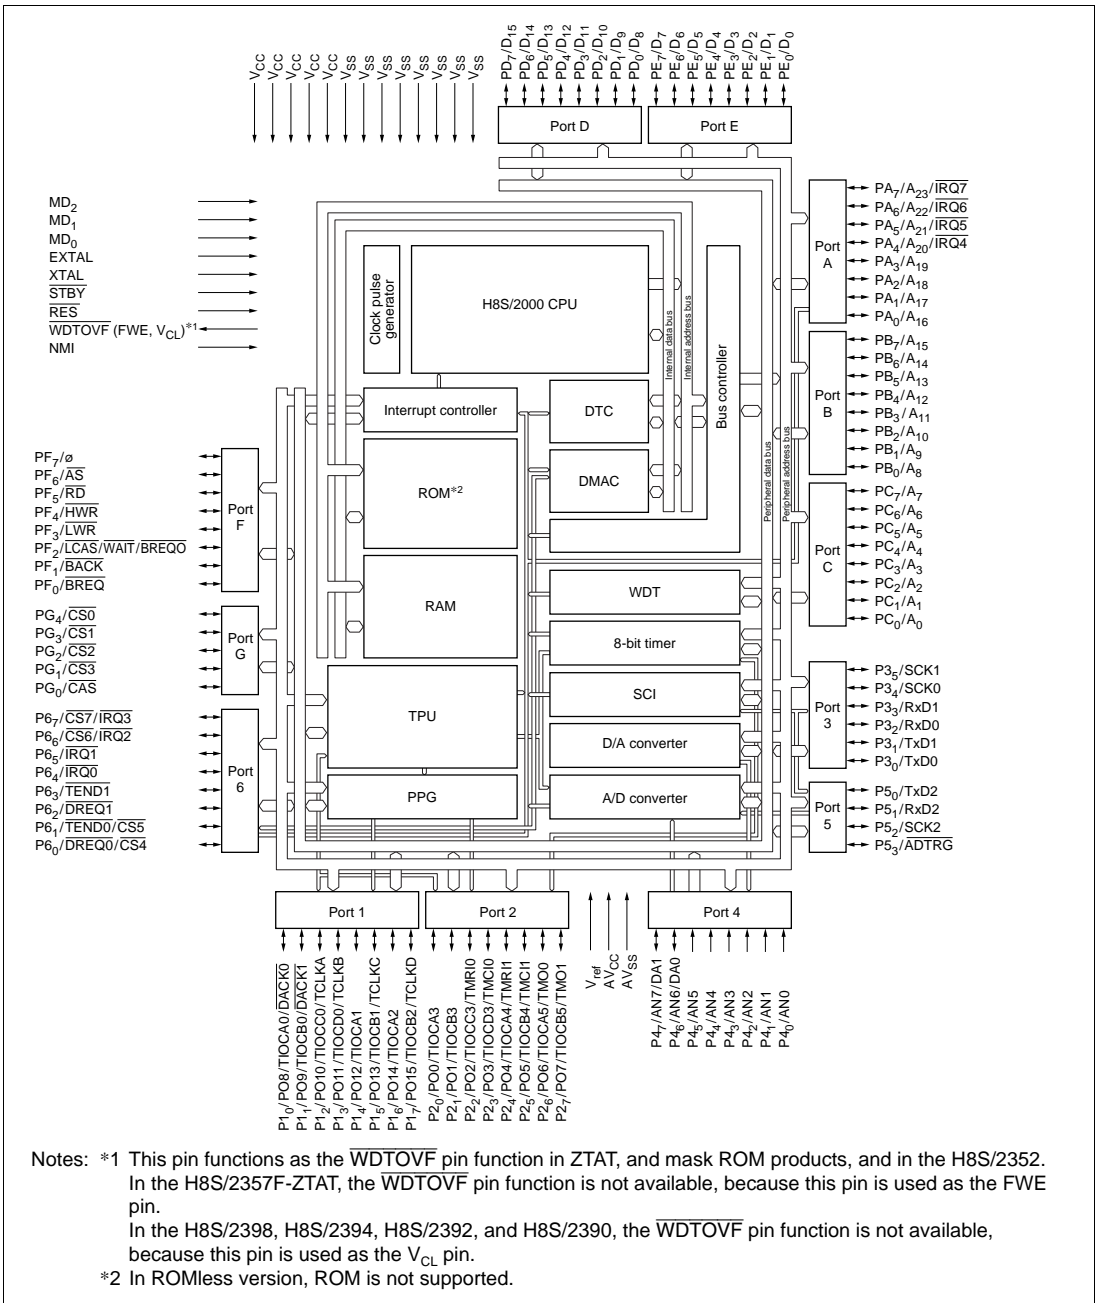 VCC
VCC
VCC
VCC
VCC
VSS
VSS
VSS
VSS
VSS
VSS
VSS
VSS
PD7/D15
PD6/D14
PD5/D13
PD4/D12
PD3/D11
PD2/D10
PD1/D9
PD0/D8
PE7/D7
PE6/D6
PE5/D5
PE4/D4
PE3/D3
PE2/D2
PE1/D1
PE0/D0
Port D
Port E
MD2
MD1
MD0
EXTAL
XTAL
STBY
RES
WDTOVF (FWE, VCL)*1
NMI
Clock pulse generator
H8S/2000 CPU
Internal data bus
Internal address bus
Bus controller
Peripheral data bus
Peripheral address bus
Interrupt controller
DTC
ROM*2
DMAC
RAM
WDT
8-bit timer
TPU
SCI
D/A converter
PPG
A/D converter
Port A
PA7/A23/IRQ7
PA6/A22/IRQ6
PA5/A21/IRQ5
PA4/A20/IRQ4
PA3/A19
PA2/A18
PA1/A17
PA0/A16
Port B
PB7/A15
PB6/A14
PB5/A13
PB4/A12
PB3/A11
PB2/A10
PB1/A9
PB0/A8
Port C
PC7/A7
PC6/A6
PC5/A5
PC4/A4
PC3/A3
PC2/A2
PC1/A1
PC0/A0
Port 3
P35/SCK1
P34/SCK0
P33/RxD1
P32/RxD0
P31/TxD1
P30/TxD0
Port 5
P50/TxD2
P51/RxD2
P52/SCK2
P53/ADTRG
PF7/ø
PF6/AS
PF5/RD
PF4/HWR
PF3/LWR
PF2/LCAS/WAIT/BREQO
PF1/BACK
PF0/BREQ
Port F
PG4/CS0
PG3/CS1
PG2/CS2
PG1/CS3
PG0/CAS
Port G
P67/CS7/IRQ3
P66/CS6/IRQ2
P65/IRQ1
P64/IRQ0
P63/TEND1
P62/DREQ1
P61/TEND0/CS5
P60/DREQ0/CS4
Port 6
Port 1
Port 2
Port 4
P10/PO8/TIOCA0/DACK0
P11/PO9/TIOCB0/DACK1
P12/PO10/TIOCC0/TCLKA
P13/PO11/TIOCD0/TCLKB
P14/PO12/TIOCA1
P15/PO13/TIOCB1/TCLKC
P16/PO14/TIOCA2
P17/PO15/TIOCB2/TCLKD
P20/PO0/TIOCA3
P21/PO1/TIOCB3
P22/PO2/TIOCC3/TMRI0
P23/PO3/TIOCD3/TMCI0
P24/PO4/TIOCA4/TMRI1
P25/PO5/TIOCB4/TMCI1
P26/PO6/TIOCA5/TMO0
P27/PO7/TIOCB5/TMO1
Vref
AVCC
AVSS
P47/AN7/DA1
P46/AN6/DA0
P45/AN5
P44/AN4
P43/AN3
P42/AN2
P41/AN1
P40/AN0
Notes: *1 This pin functions as the WDTOVF pin function in ZTAT, and mask ROM products, and in the H8S/2352.
In the H8S/2357F-ZTAT, the WDTOVF pin function is not available, because this pin is used as the FWE
pin.
In the H8S/2398, H8S/2394, H8S/2392, and H8S/2390, the WDTOVF pin function is not available,
because this pin is used as the VCL pin.
*2 In ROMless version, ROM is not supported.